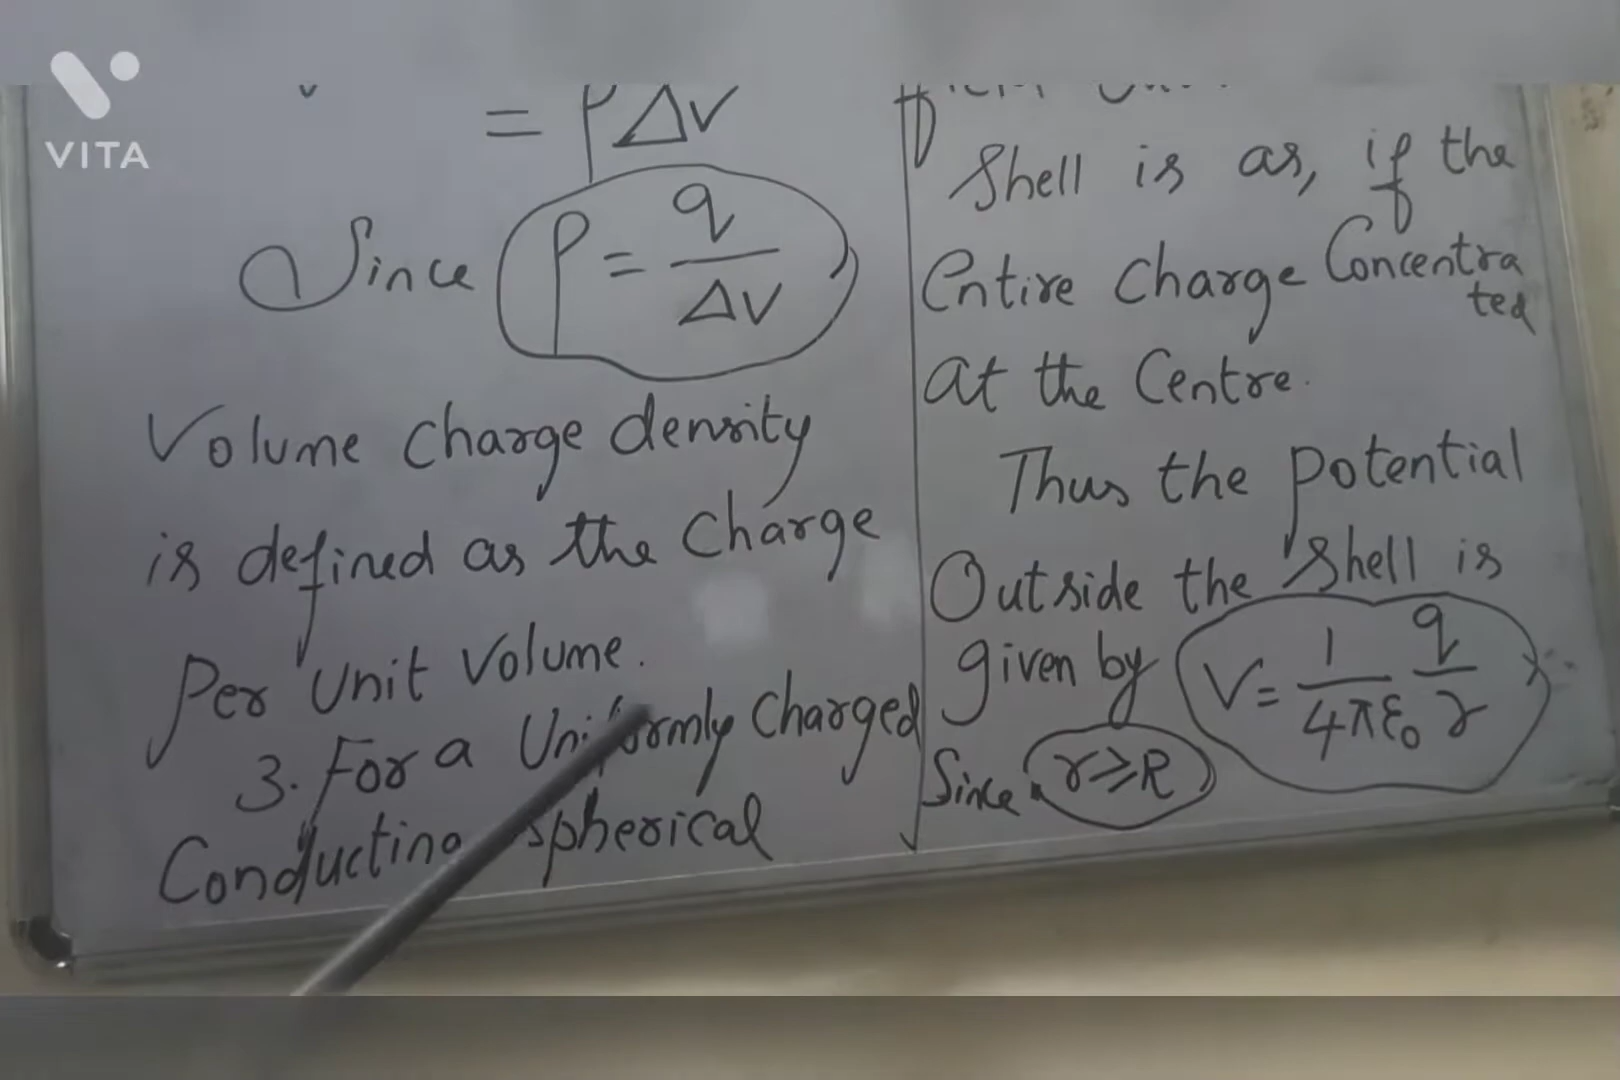 VITA
= ρΔV
Since ρ = q/ΔV
Volume charge density
is defined as the charge
Per Unit Volume.
3. For a Uniformly Charged
Conducting Spherical
Shell is as, if the
entire charge Concentra
ted
at the Centre.
Thus the potential
Outside the shell is
given by V = 1/4πε₀ q/r
Since r ≥ R